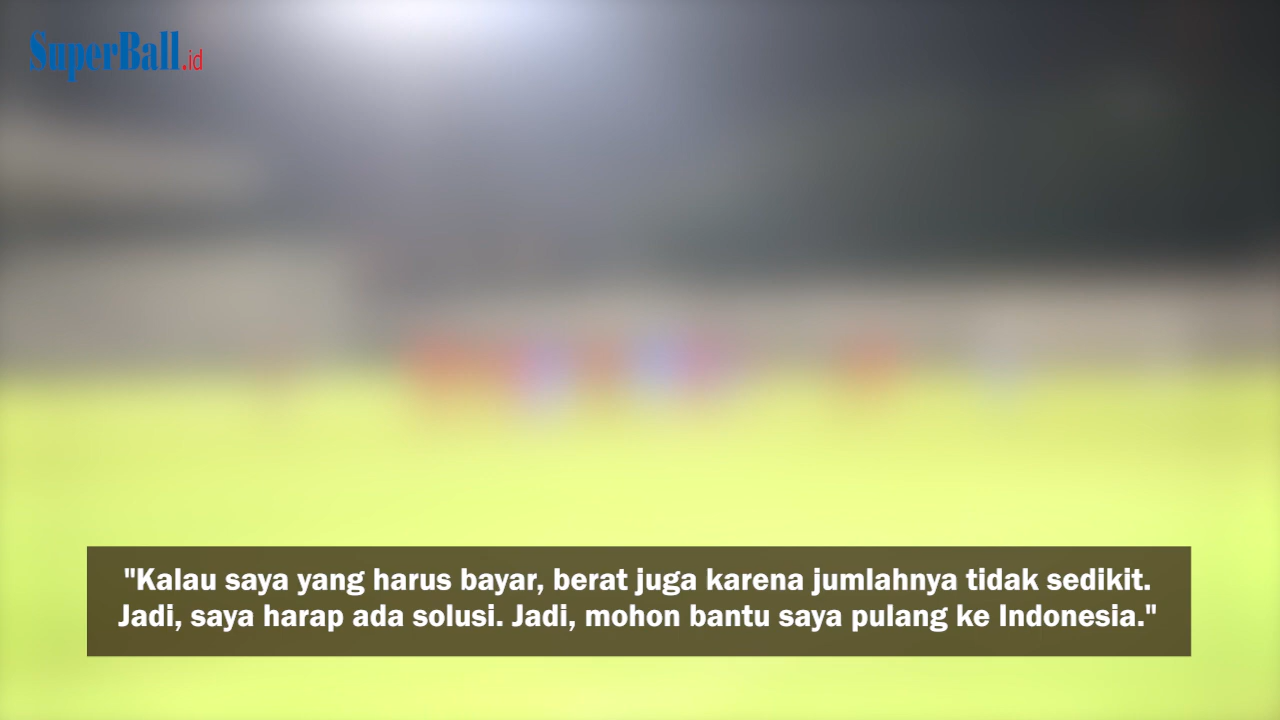 SuperBall.id
"Kalau saya yang harus bayar, berat juga karena jumlahnya tidak sedikit.
Jadi, saya harap ada solusi. Jadi, mohon bantu saya pulang ke Indonesia."